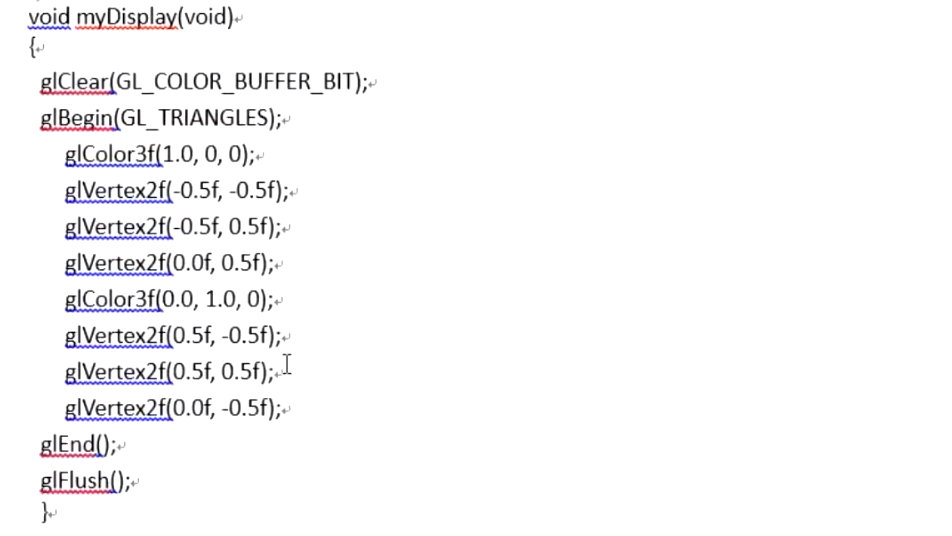 void myDisplay(void)
{
glClear(GL_COLOR_BUFFER_BIT);
glBegin(GL_TRIANGLES);
glColor3f(1.0, 0, 0);
glVertex2f(-0.5f, -0.5f);
glVertex2f(-0.5f, 0.5f);
glVertex2f(0.0f, 0.5f);
glColor3f(0.0, 1.0, 0);
glVertex2f(0.5f, -0.5f);
glVertex2f(0.5f, 0.5f);
glVertex2f(0.0f, -0.5f);
glEnd();
glFlush();
}